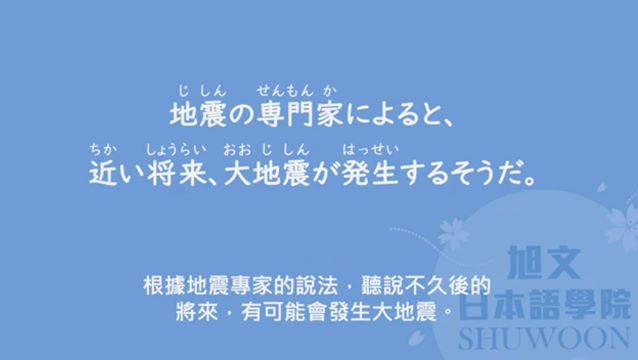 じしん せんもんか
地震の専門家によると、
ちか しょうらい おおじしん はっせい
近い将来、大地震が発生するそうだ。
根據地震專家的說法，聽說不久後的
將來，有可能會發生大地震。
旭文
日本語學院
SHUWOON